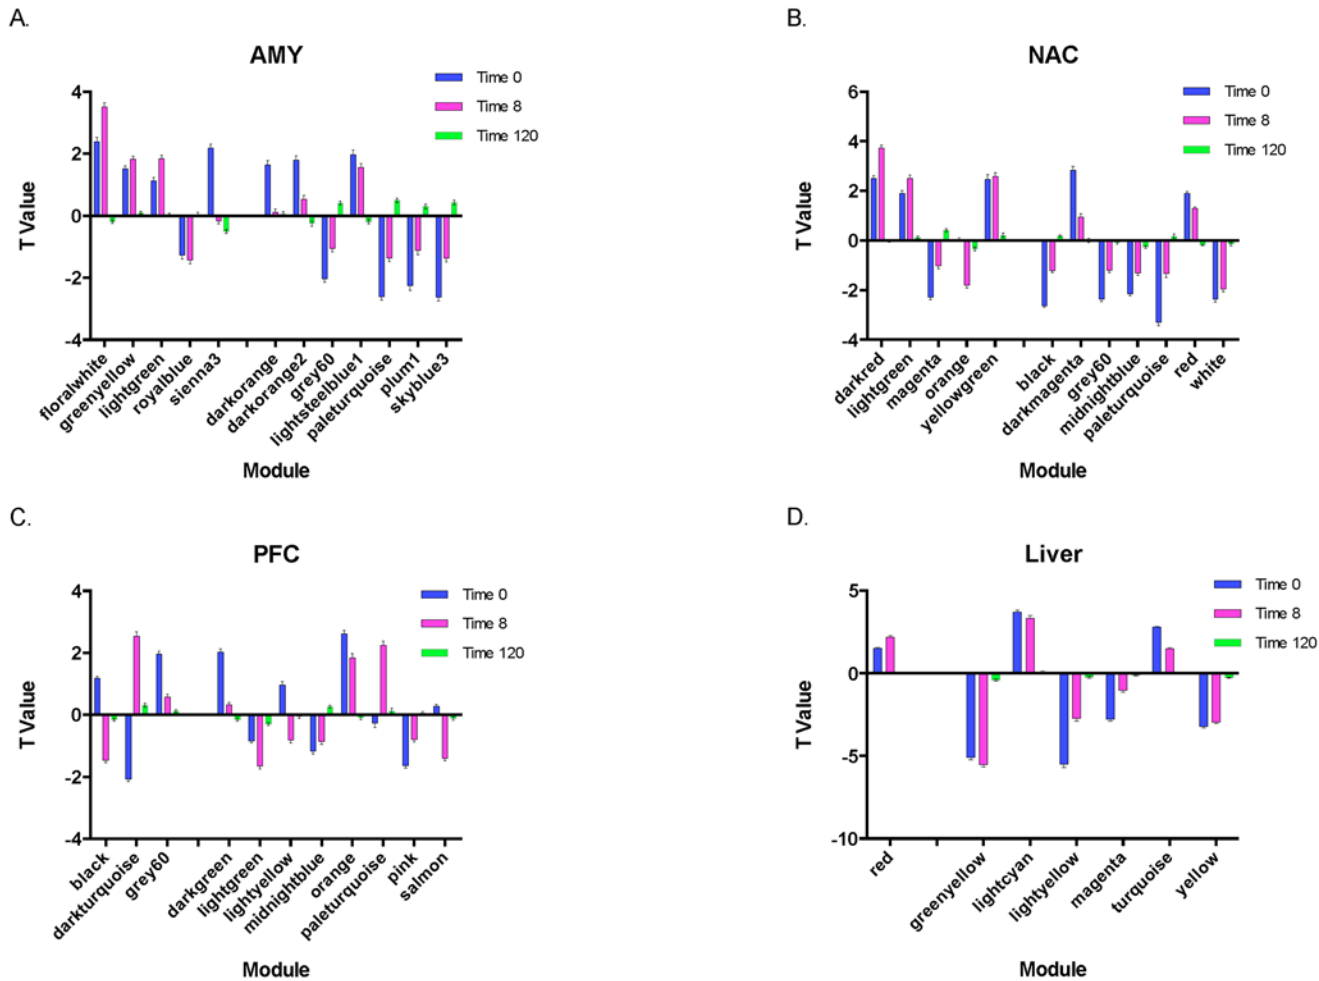 A.
AMY
Time 0
Time 8
Time 120
4
2
0
-2
-4
T Value
floralwhite
greenyellow
lightgreen
royalblue
sienna3
darkorange
darkorange2
grey60
lightsteelblue1
paleturquoise
plum1
skyblue3
Module
B.
NAC
Time 0
Time 8
Time 120
6
4
2
0
-2
-4
T Value
darkred
lightgreen
magenta
orange
yellowgreen
black
darkmagenta
grey60
midnightblue
paleturquoise
red
white
Module
C.
PFC
Time 0
Time 8
Time 120
4
2
0
-2
-4
T Value
black
darkturquoise
grey60
darkgreen
lightgreen
lightyellow
midnightblue
orange
paleturquoise
pink
salmon
Module
D.
Liver
Time 0
Time 8
Time 120
5
0
-5
-10
T Value
red
greenyellow
lightcyan
lightyellow
magenta
turquoise
yellow
Module